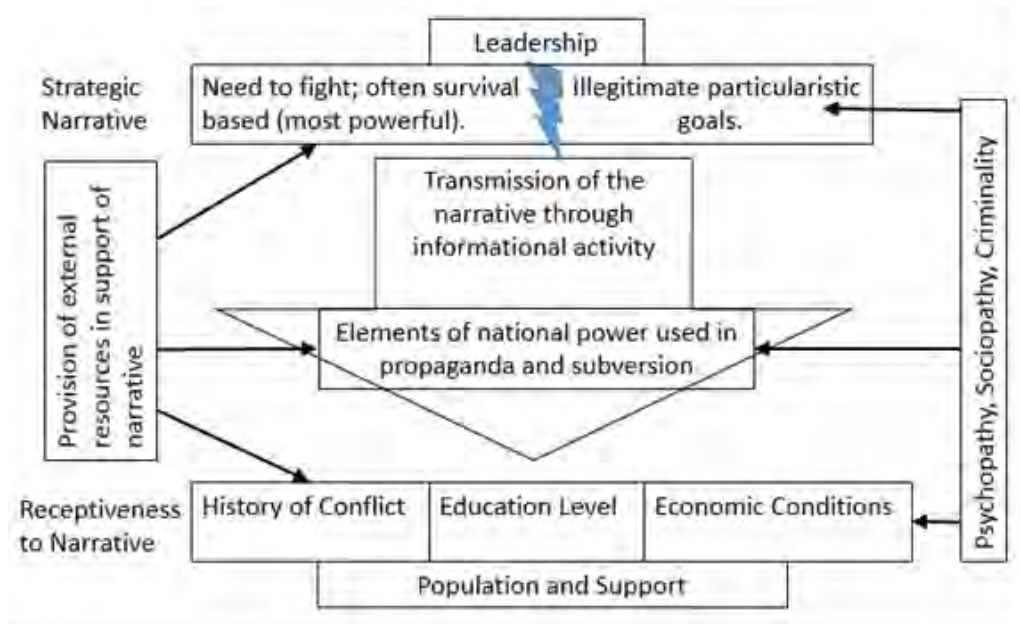 Leadership
Strategic
Narrative
Need to fight; often survival
based (most powerful).
Illegitimate particularistic
goals.
Transmission of the
narrative through
informational activity
Provision of external
resources in support of
narrative
Elements of national power used in
propaganda and subversion
Psychopathy, Sociopathy, Criminality
Receptiveness
to Narrative
History of Conflict
Education Level
Economic Conditions
Population and Support